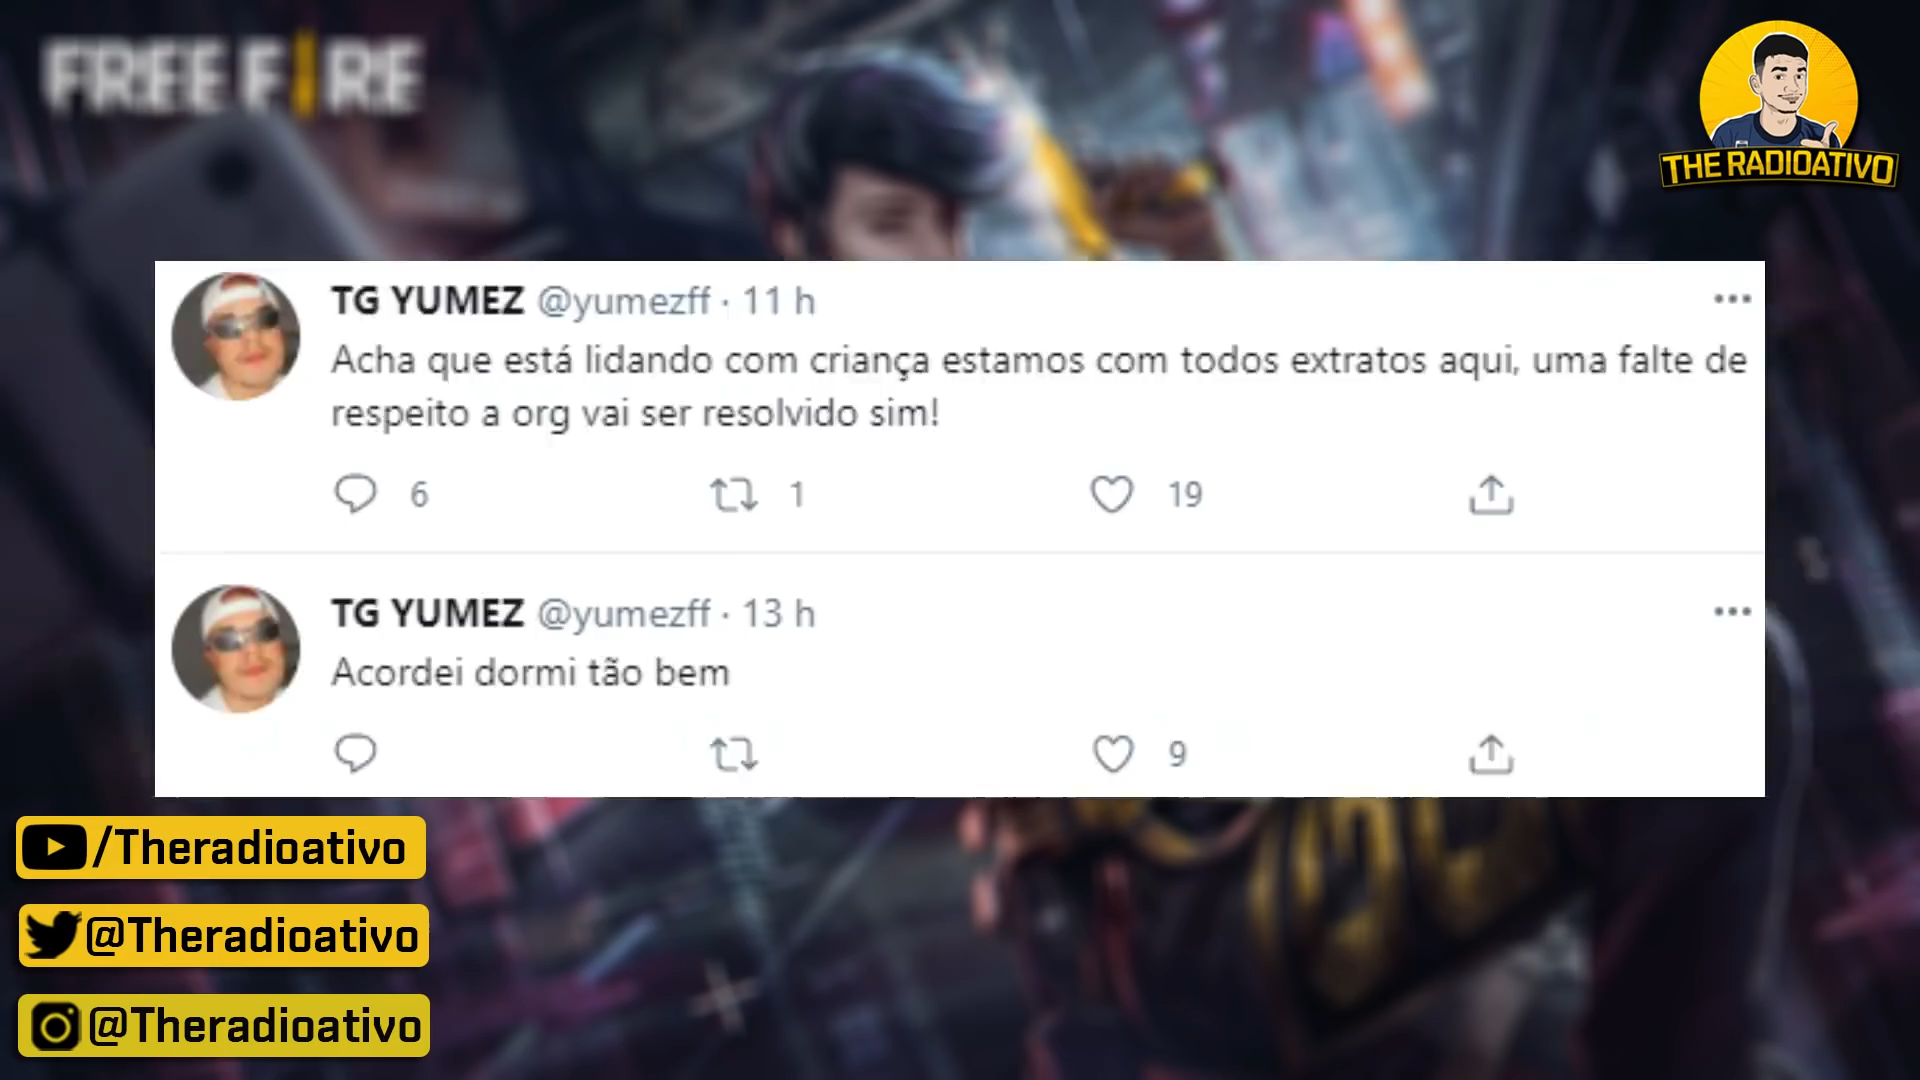 FREE FIRE
THE RADIOATIVO
TG YUMEZ @yumezff · 11 h
Acha que está lidando com criança estamos com todos extratos aqui, uma falte de
respeito a org vai ser resolvido sim!
6 1 19
TG YUMEZ @yumezff · 13 h
Acordei dormi tão bem
9
/Theradioativo
@Theradioativo
@Theradioativo